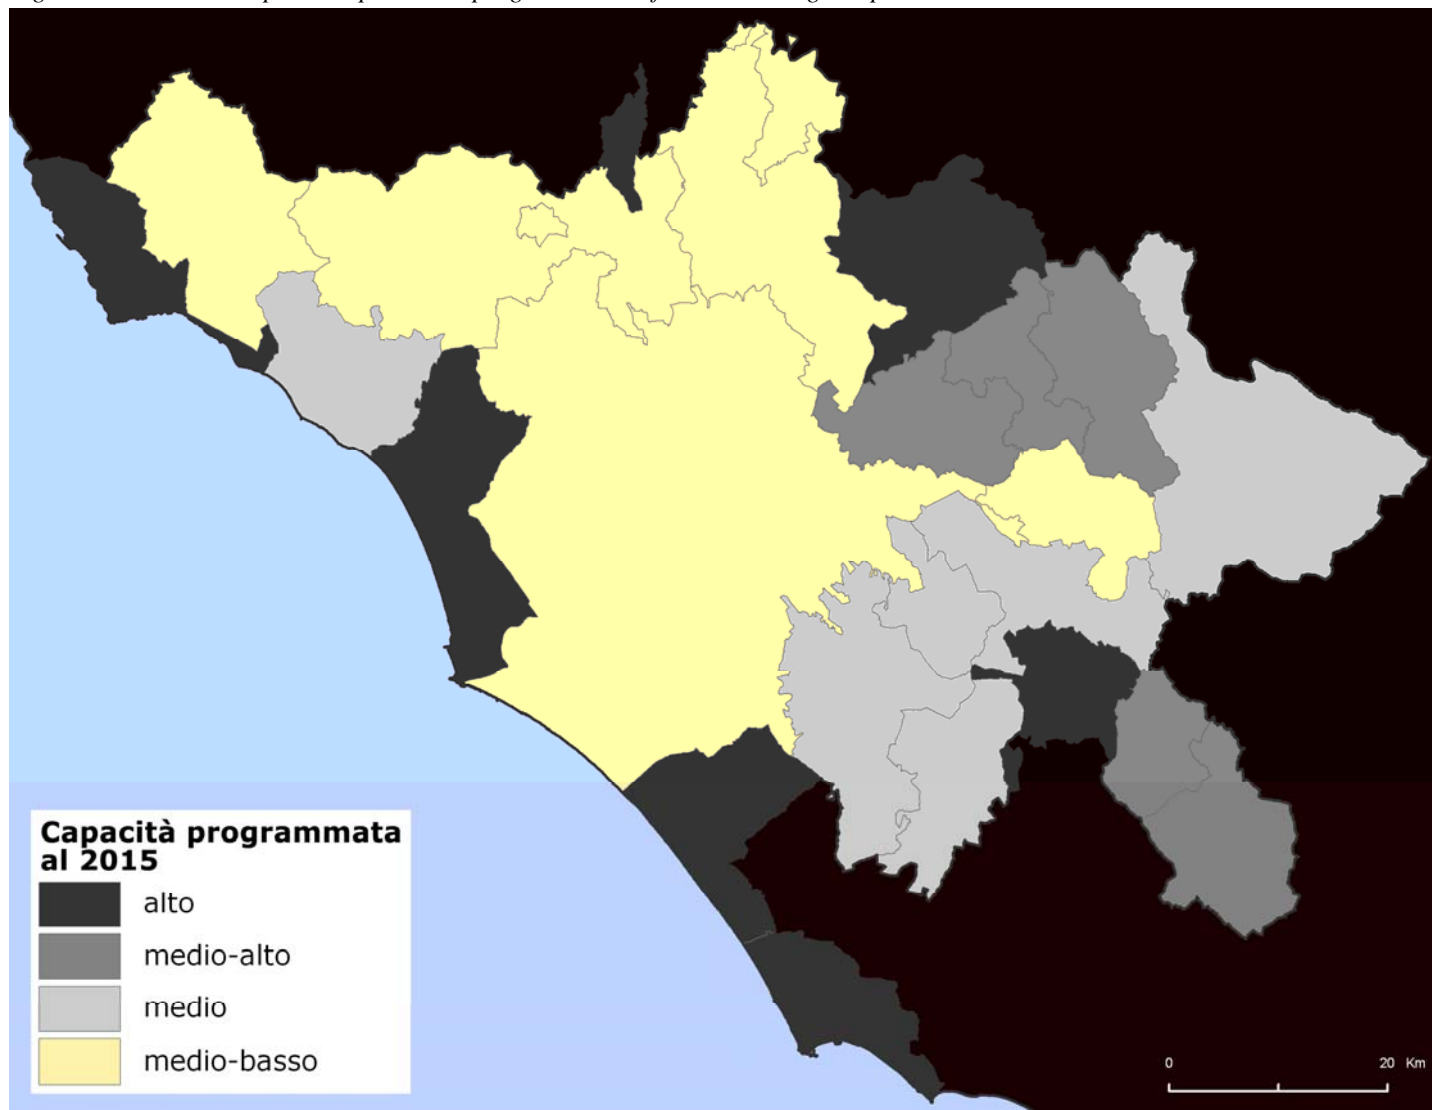 Capacità programmata
al 2015
alto
medio-alto
medio
medio-basso
0 20 Km